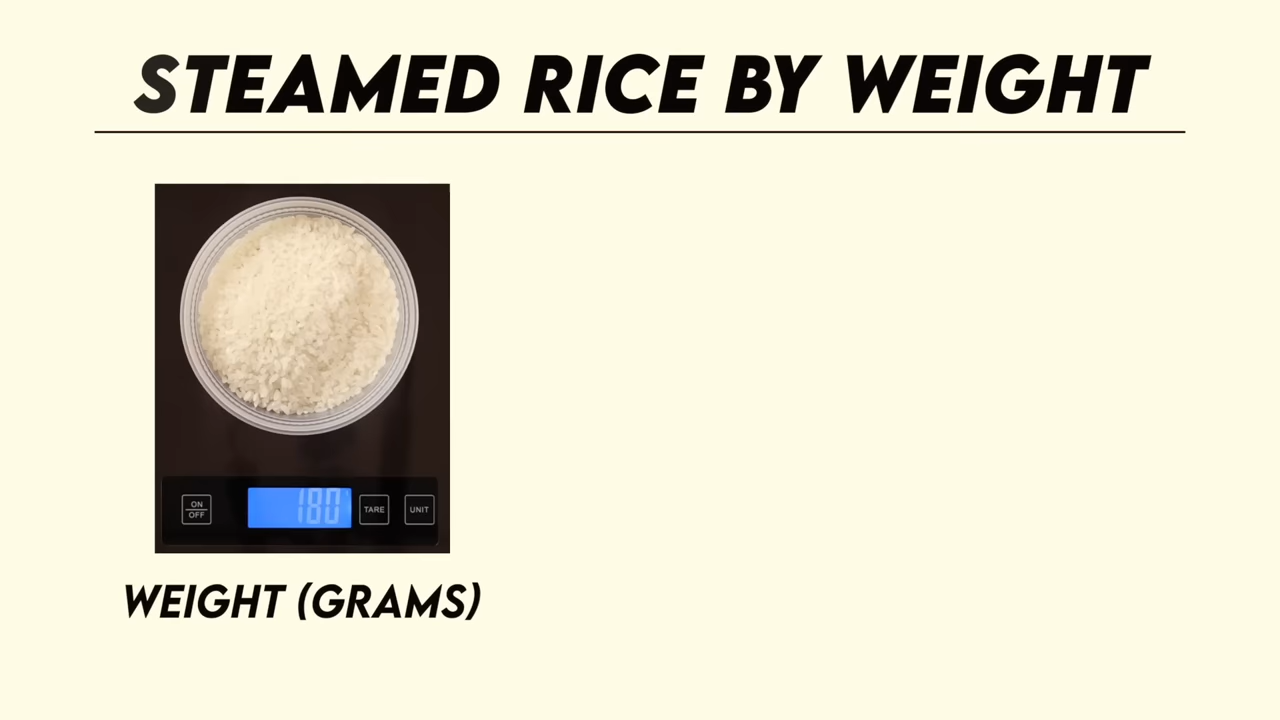 STEAMED RICE BY WEIGHT
ON
OFF
180
TARE
UNIT
WEIGHT (GRAMS)